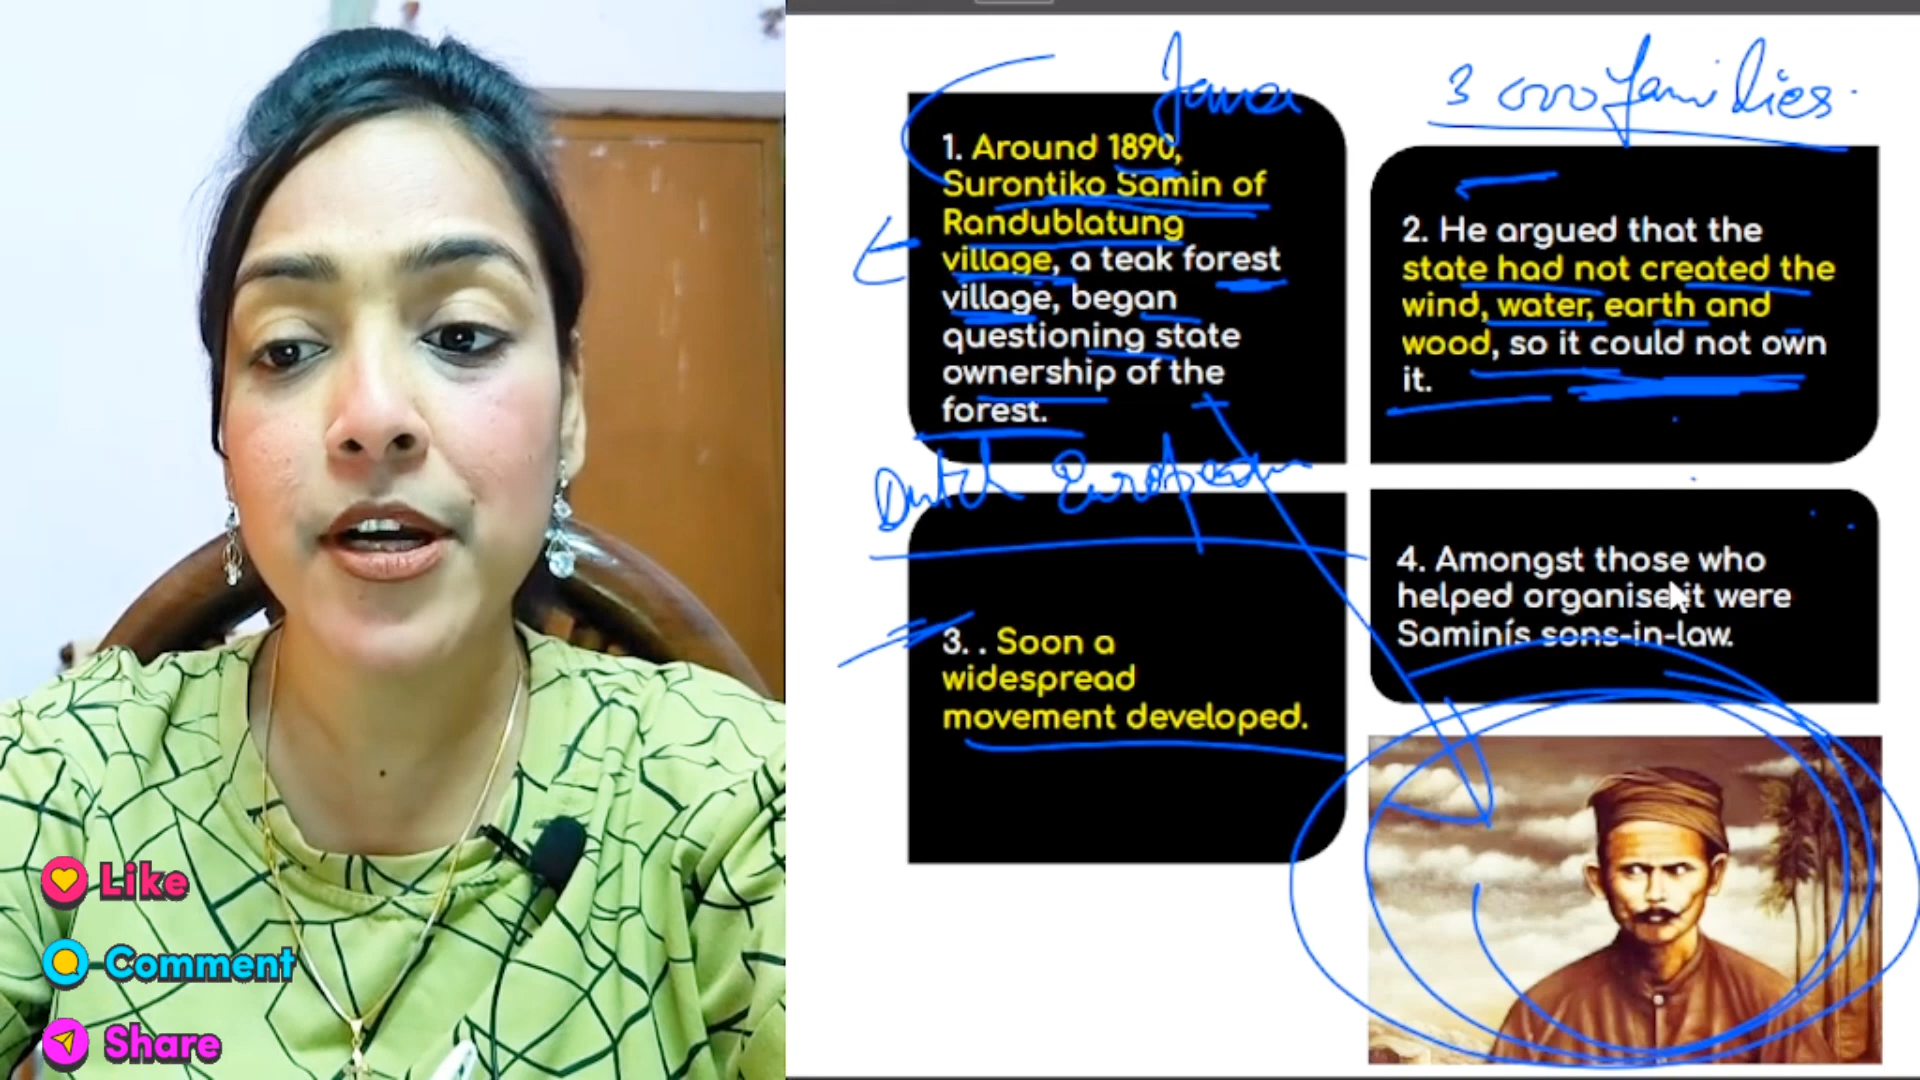 Java
3000 families.
1. Around 1890,
Surontiko Samin of
Randublatung
village, a teak forest
village, began
questioning state
ownership of the
forest.
2. He argued that the
state had not created the
wind, water, earth and
wood, so it could not own
it.
Dutch European
3. . Soon a
widespread
movement developed.
4. Amongst those who
helped organise it were
Saminís sons-in-law.
Like
Comment
Share